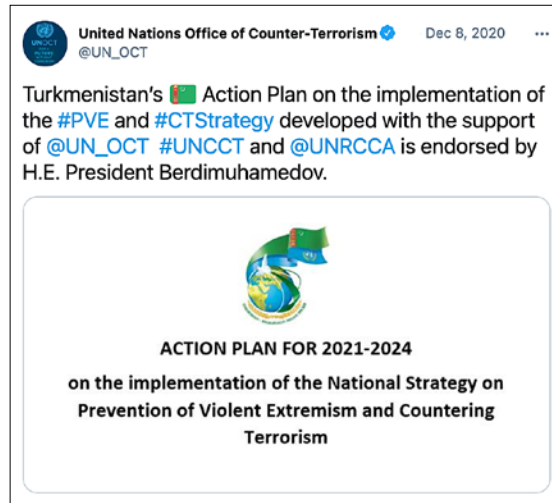 United Nations Office of Counter-Terrorism
Dec 8, 2020
@UN_OCT
Turkmenistan's 🇹🇲 Action Plan on the implementation of
the #PVE and #CTStrategy developed with the support
of @UN_OCT #UNCCT and @UNRCCA is endorsed by
H.E. President Berdimuhamedov.
ACTION PLAN FOR 2021-2024
on the implementation of the National Strategy on
Prevention of Violent Extremism and Countering
Terrorism